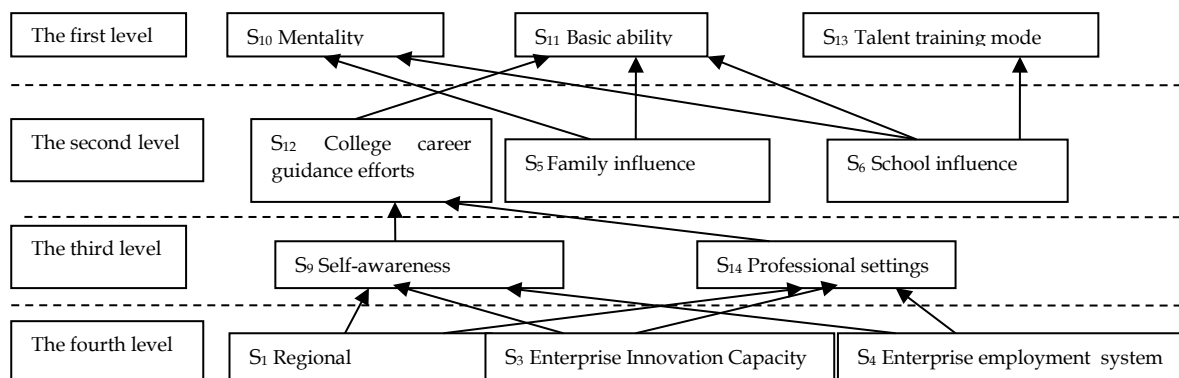 The first level
S₁₀ Mentality
S₁₁ Basic ability
S₁₃ Talent training mode
The second level
S₁₂ College career
guidance efforts
S₅ Family influence
S₆ School influence
The third level
S₉ Self-awareness
S₁₄ Professional settings
The fourth level
S₁ Regional
S₃ Enterprise Innovation Capacity
S₄ Enterprise employment system